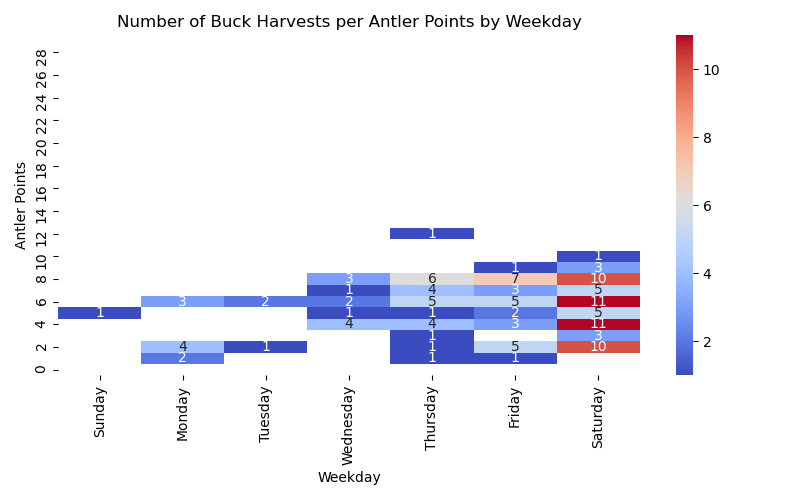 Number of Buck Harvests per Antler Points by Weekday
Antler Points
28
26
24
22
20
18
16
14
12
10
8
6
4
2
0
1
1
1 3
3 6 7 10
1 4 3 5
3 2 2 5 5 11
1 1 1 2 5
4 4 3 11
1 3
4 1 1 5 10
2 1 1
Sunday
Monday
Tuesday
Wednesday
Thursday
Friday
Saturday
Weekday
10
8
6
4
2